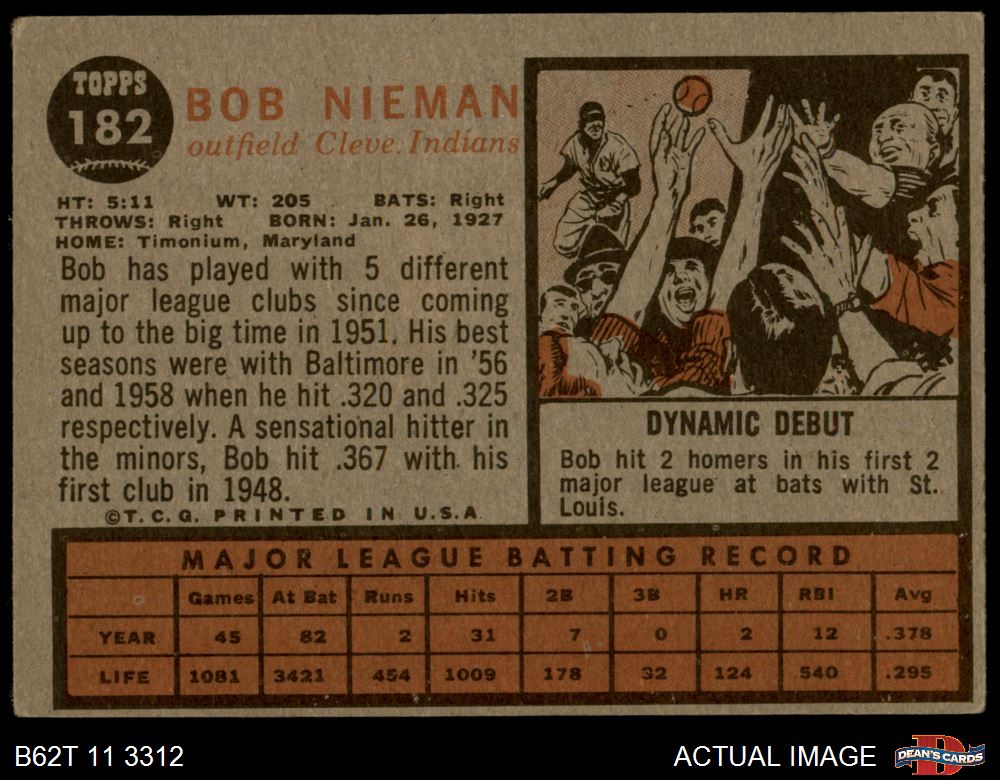 TOPPS
182
BOB NIEMAN
outfield Cleve. Indians
HT: 5:11 WT: 205 BATS: Right
THROWS: Right BORN: Jan. 26, 1927
HOME: Timonium, Maryland
Bob has played with 5 different
major league clubs since coming
up to the big time in 1951. His best
seasons were with Baltimore in '56
and 1958 when he hit .320 and .325
respectively. A sensational hitter in
the minors, Bob hit .367 with his
first club in 1948.
©T.C.G. PRINTED IN U.S.A
DYNAMIC DEBUT
Bob hit 2 homers in his first 2
major league at bats with St.
Louis.
MAJOR LEAGUE BATTING RECORD
Games At Bat Runs Hits 2B 3B HR RBI Avg
YEAR 45 82 2 31 7 0 2 12 .378
LIFE 1081 3421 454 1009 178 32 124 540 .295
B62T 11 3312
ACTUAL IMAGE
D
DEAN'S CARDS